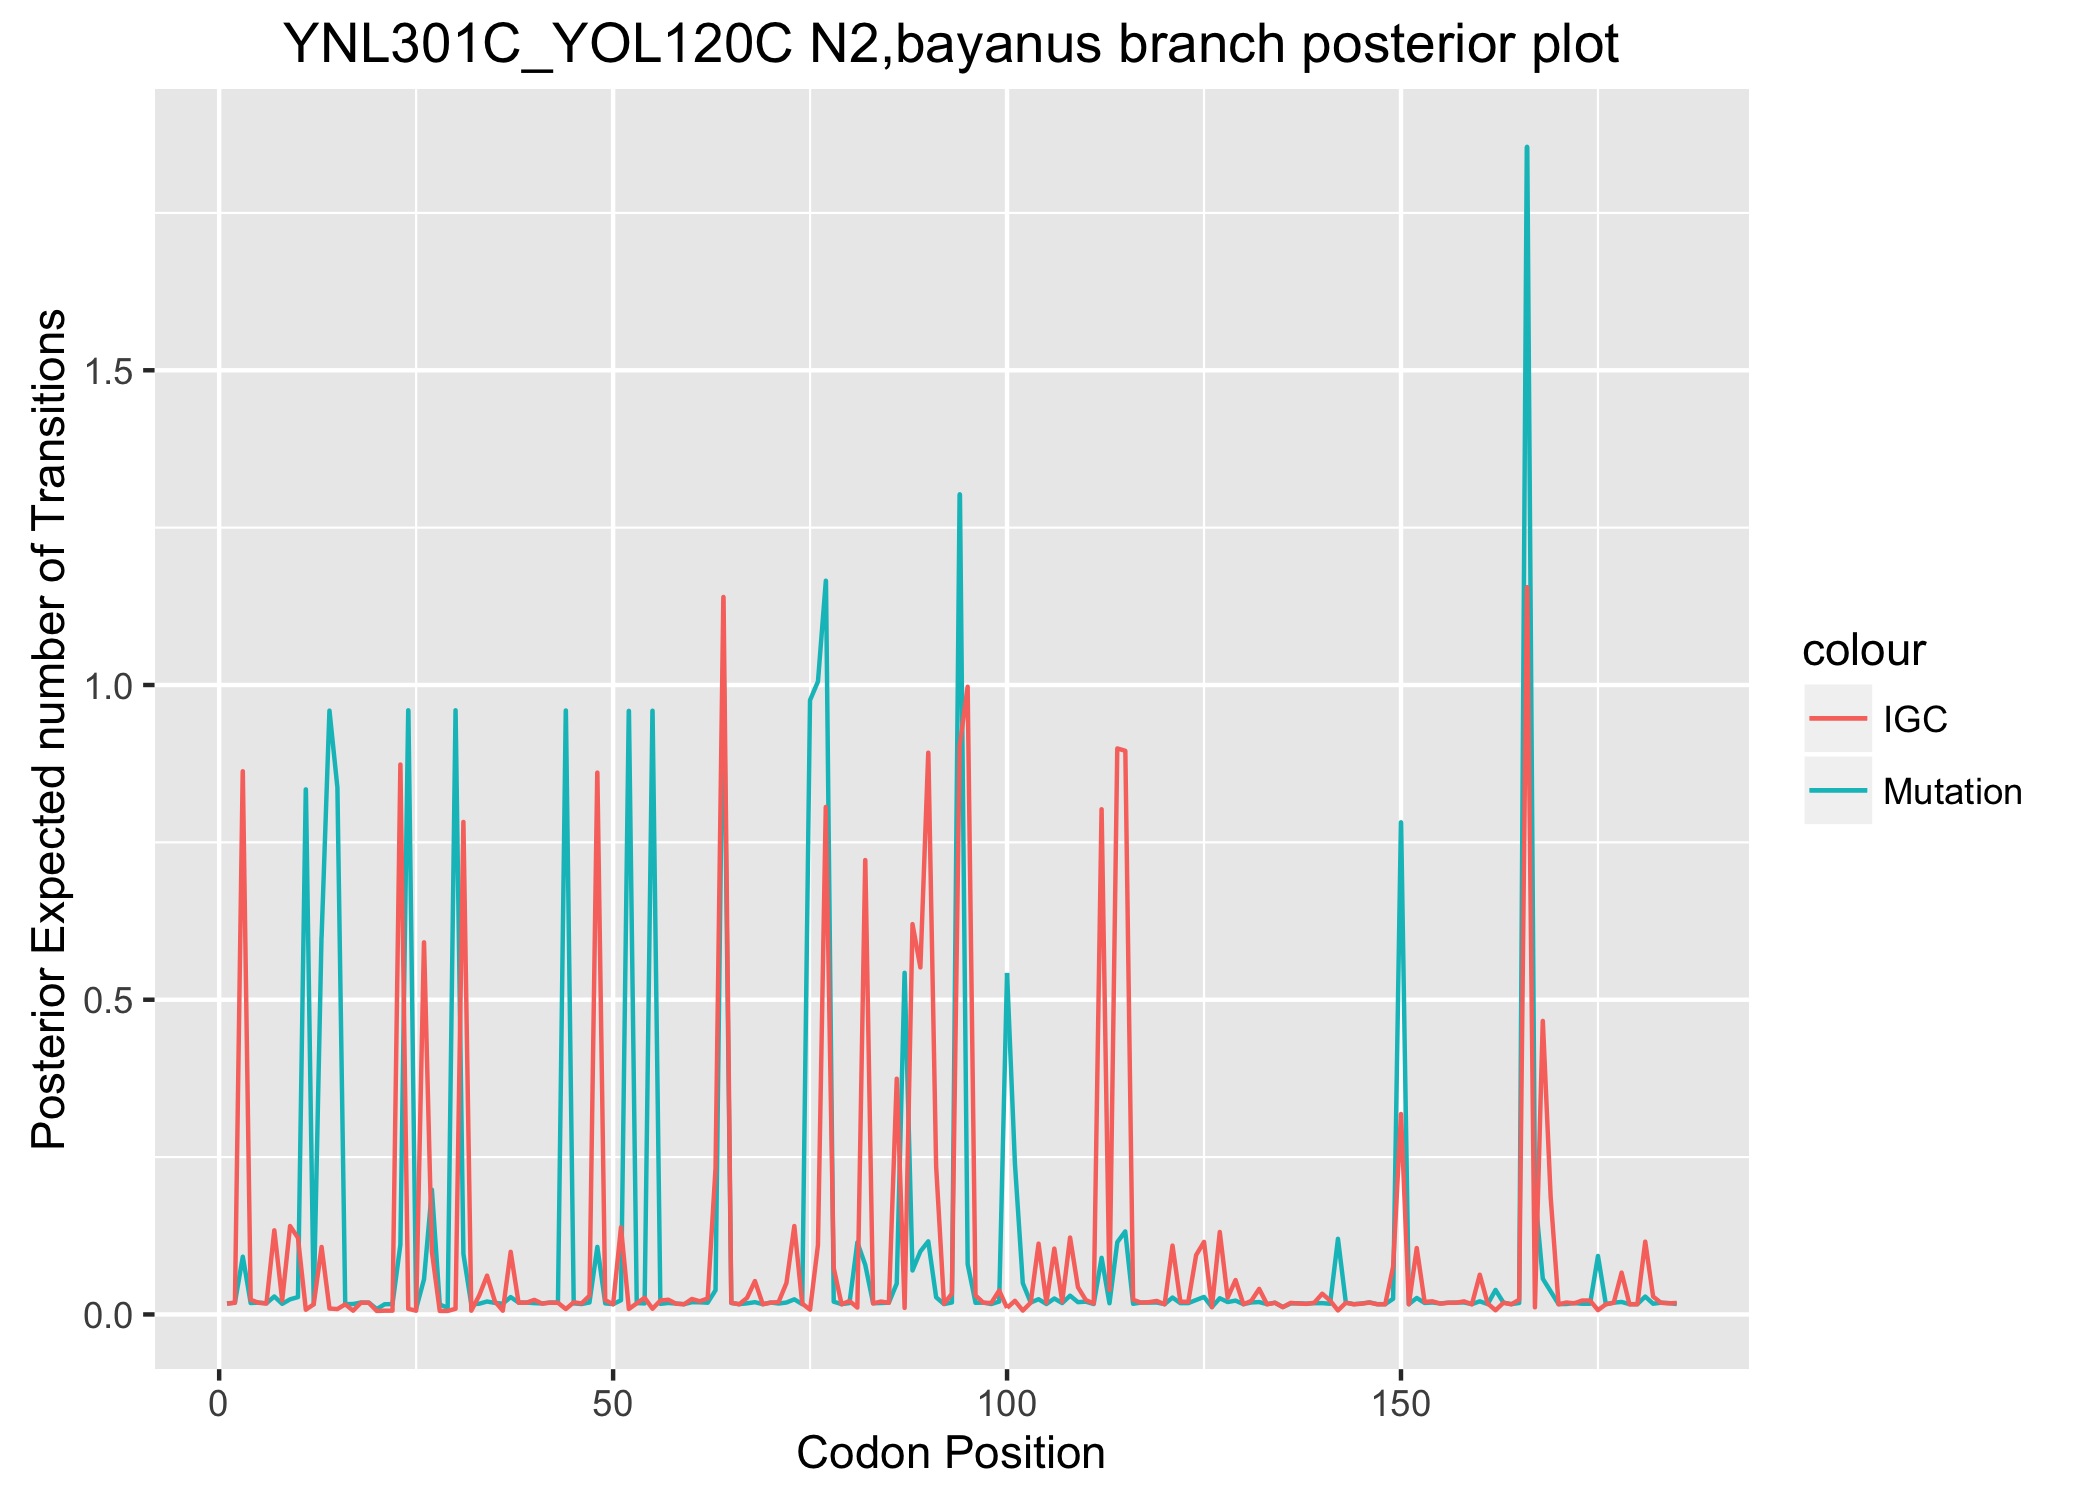 YNL301C_YOL120C N2,bayanus branch posterior plot
Posterior Expected number of Transitions
1.5
1.0
0.5
0.0
0
50
100
150
Codon Position
colour
IGC
Mutation